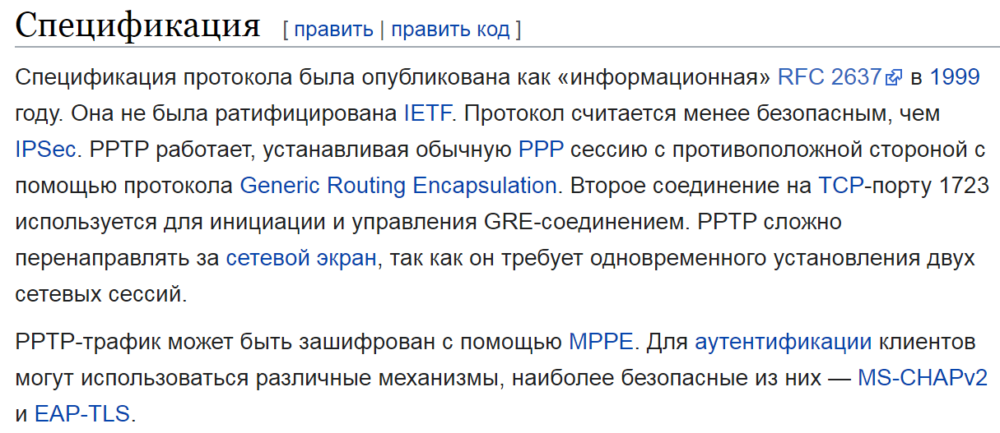 Спецификация [ править | править код ]
Спецификация протокола была опубликована как «информационная» RFC 2637 в 1999
году. Она не была ратифицирована IETF. Протокол считается менее безопасным, чем
IPSec. PPTP работает, устанавливая обычную PPP сессию с противоположной стороной с
помощью протокола Generic Routing Encapsulation. Второе соединение на TCP-порту 1723
используется для инициации и управления GRE-соединением. PPTP сложно
перенаправлять за сетевой экран, так как он требует одновременного установления двух
сетевых сессий.
PPTP-трафик может быть зашифрован с помощью MPPE. Для аутентификации клиентов
могут использоваться различные механизмы, наиболее безопасные из них — MS-CHAPv2
и EAP-TLS.